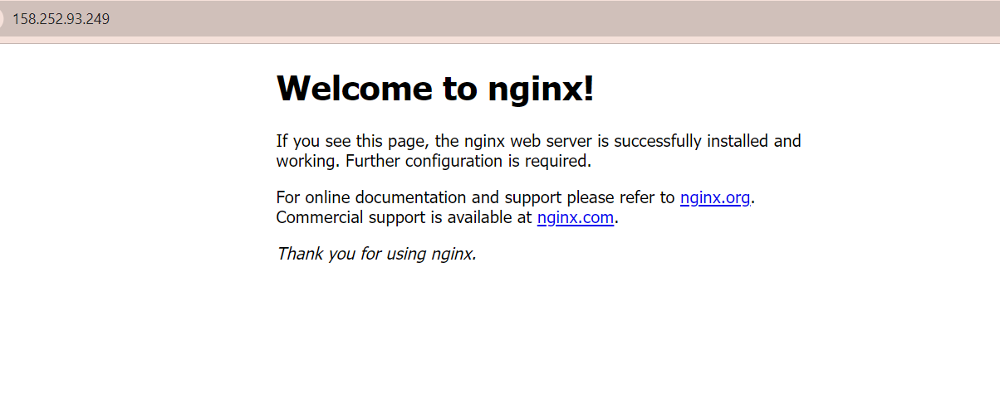 158.252.93.249
Welcome to nginx!
If you see this page, the nginx web server is successfully installed and
working. Further configuration is required.
For online documentation and support please refer to nginx.org.
Commercial support is available at nginx.com.
Thank you for using nginx.